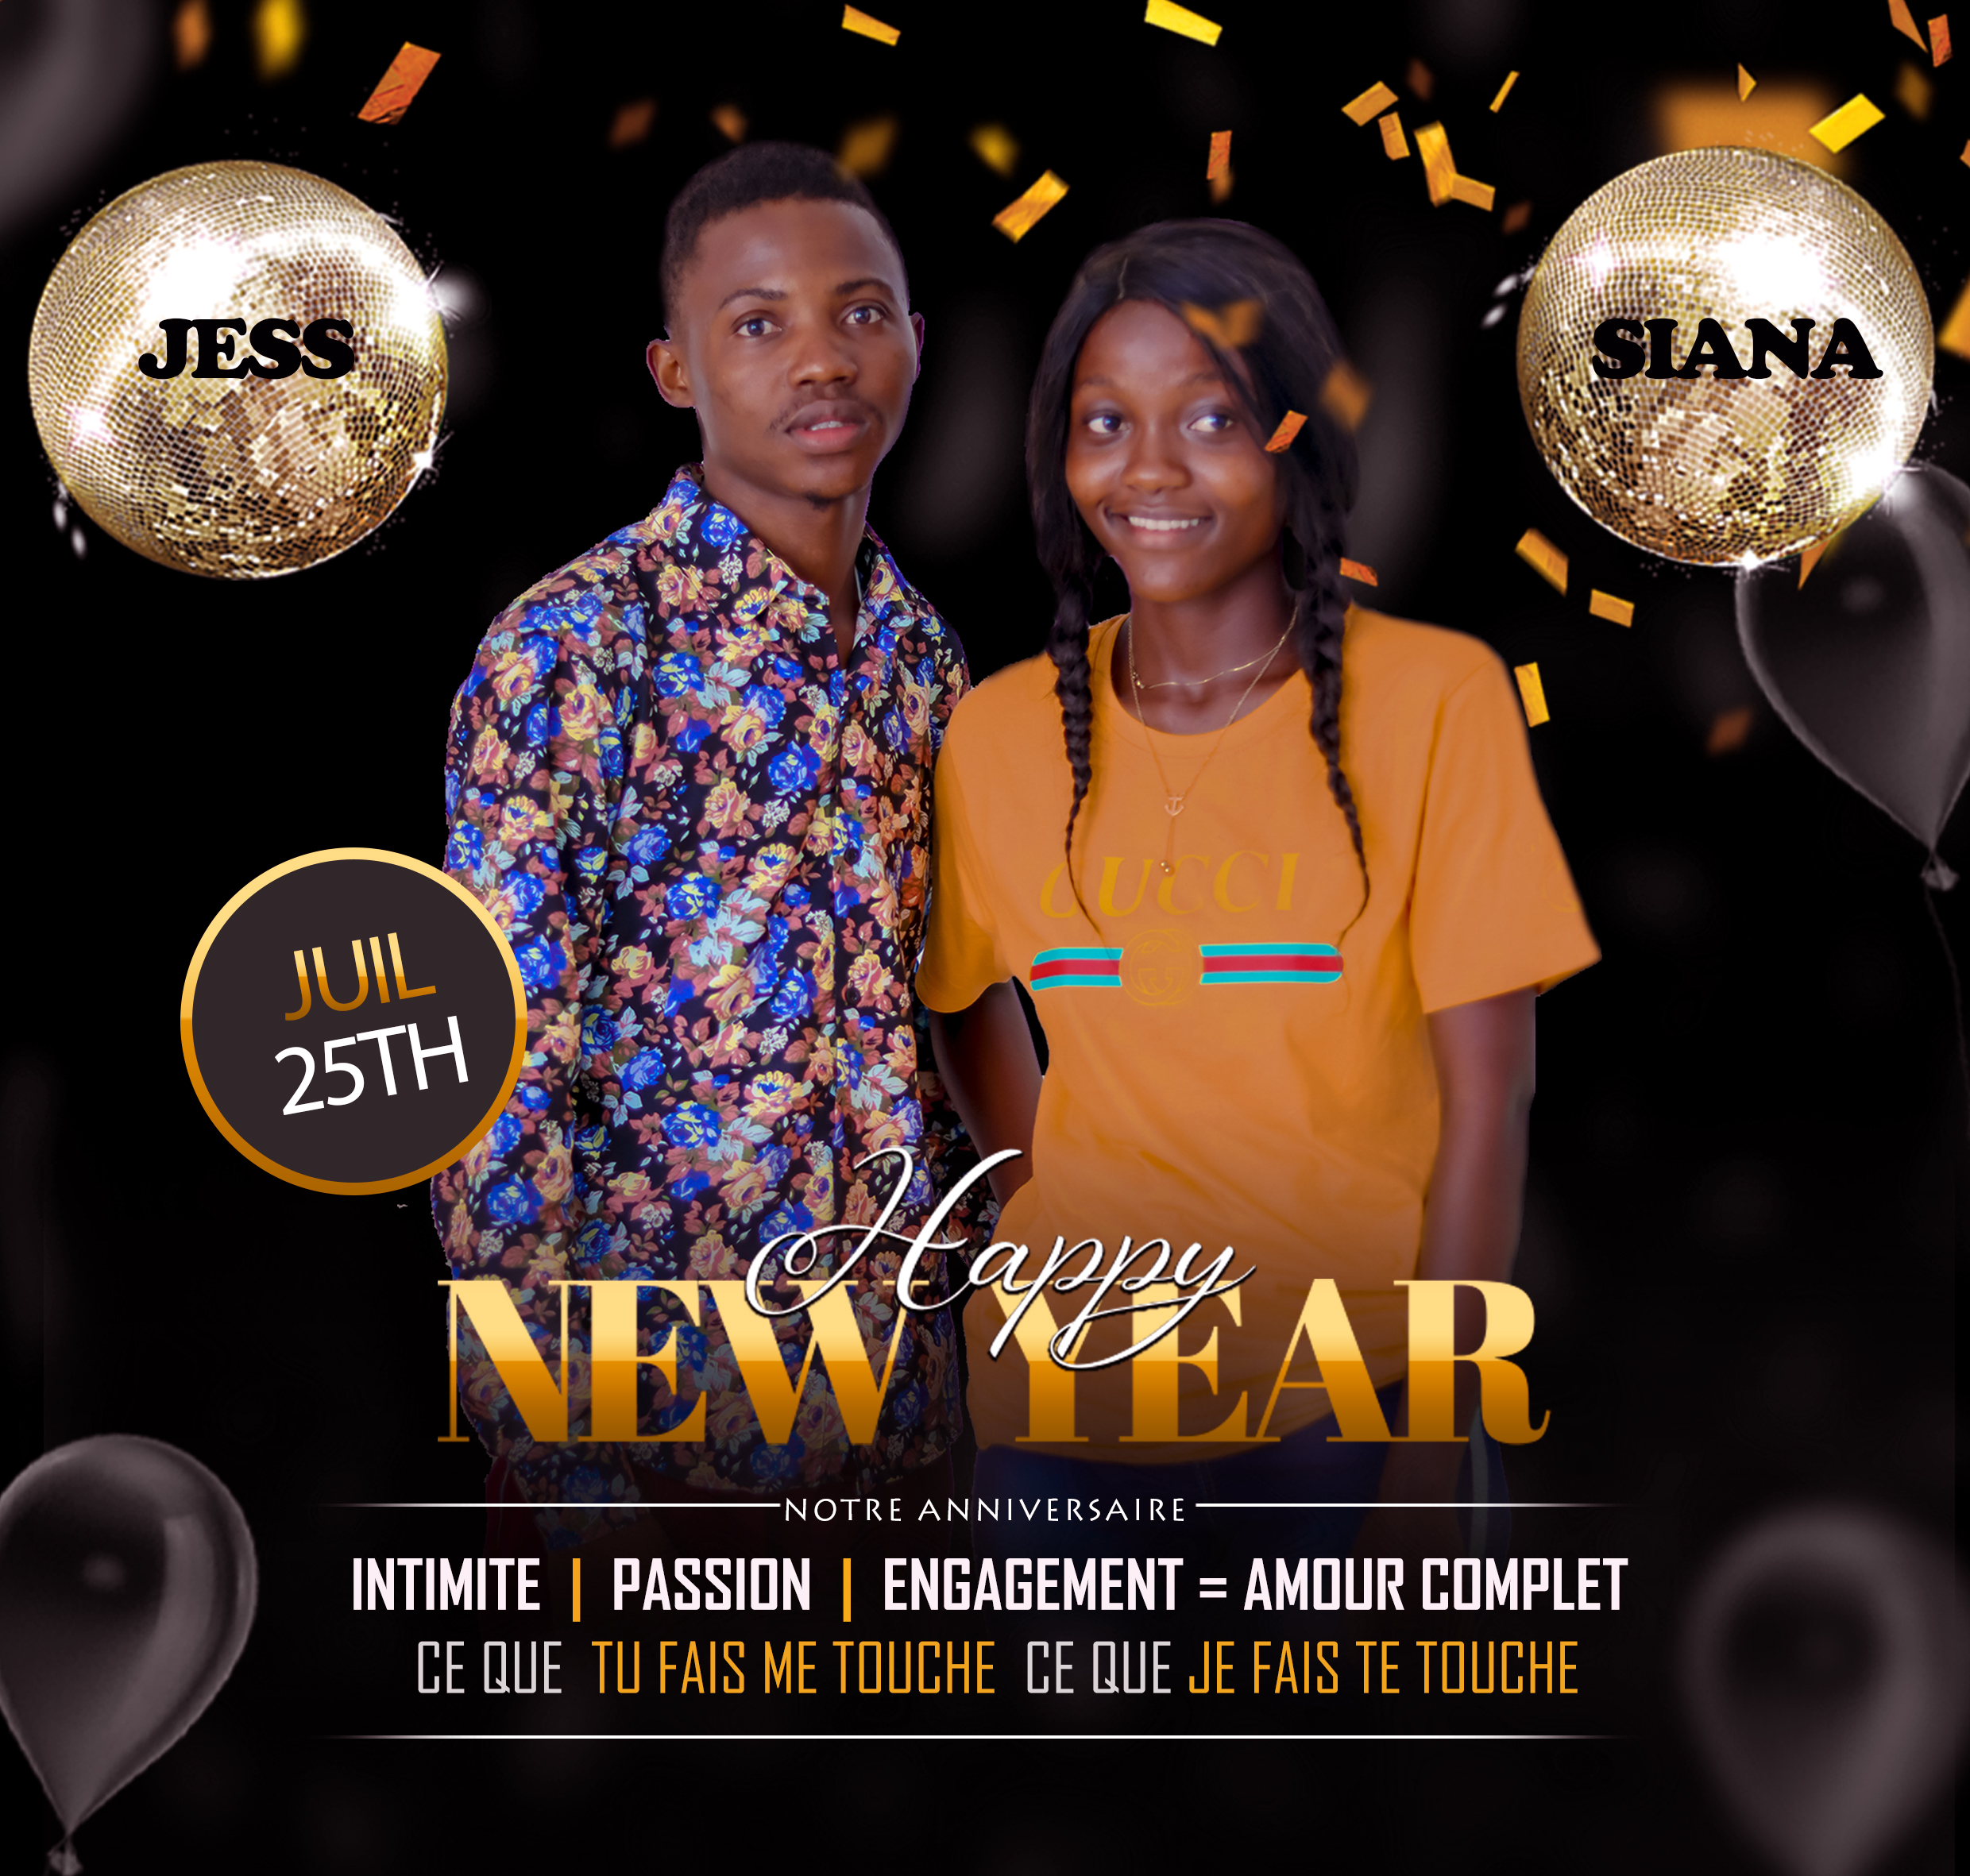 JESS
SIANA
GUCCI
JUIL
25TH
Happy
NEW YEAR
NOTRE ANNIVERSAIRE
INTIMITE | PASSION | ENGAGEMENT = AMOUR COMPLET
CE QUE TU FAIS ME TOUCHE CE QUE JE FAIS TE TOUCHE